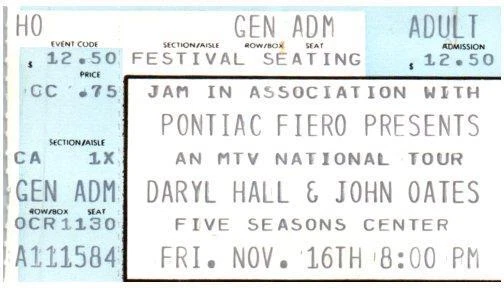 HO GEN ADM ADULT
EVENT CODE SECTION/AISLE ROW/BOX SEAT ADMISSION
$ 12.50 FESTIVAL SEATING $ 12.50
PRICE
CC .75 JAM IN ASSOCIATION WITH
PONTIAC FIERO PRESENTS
SECTION/AISLE
CA 1X AN MTV NATIONAL TOUR
GEN ADM DARYL HALL & JOHN OATES
ROW/BOX SEAT
OCR1130 FIVE SEASONS CENTER
A111584 FRI. NOV. 16TH 8:00 PM